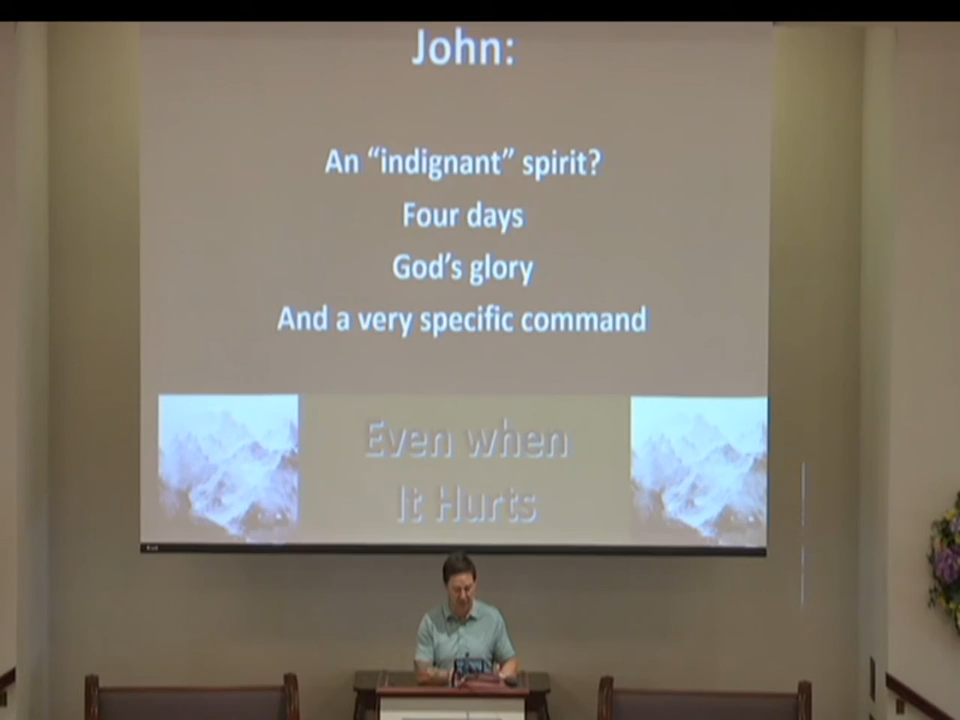 John:
An “indignant” spirit?
Four days
God’s glory
And a very specific command
Even when
It Hurts